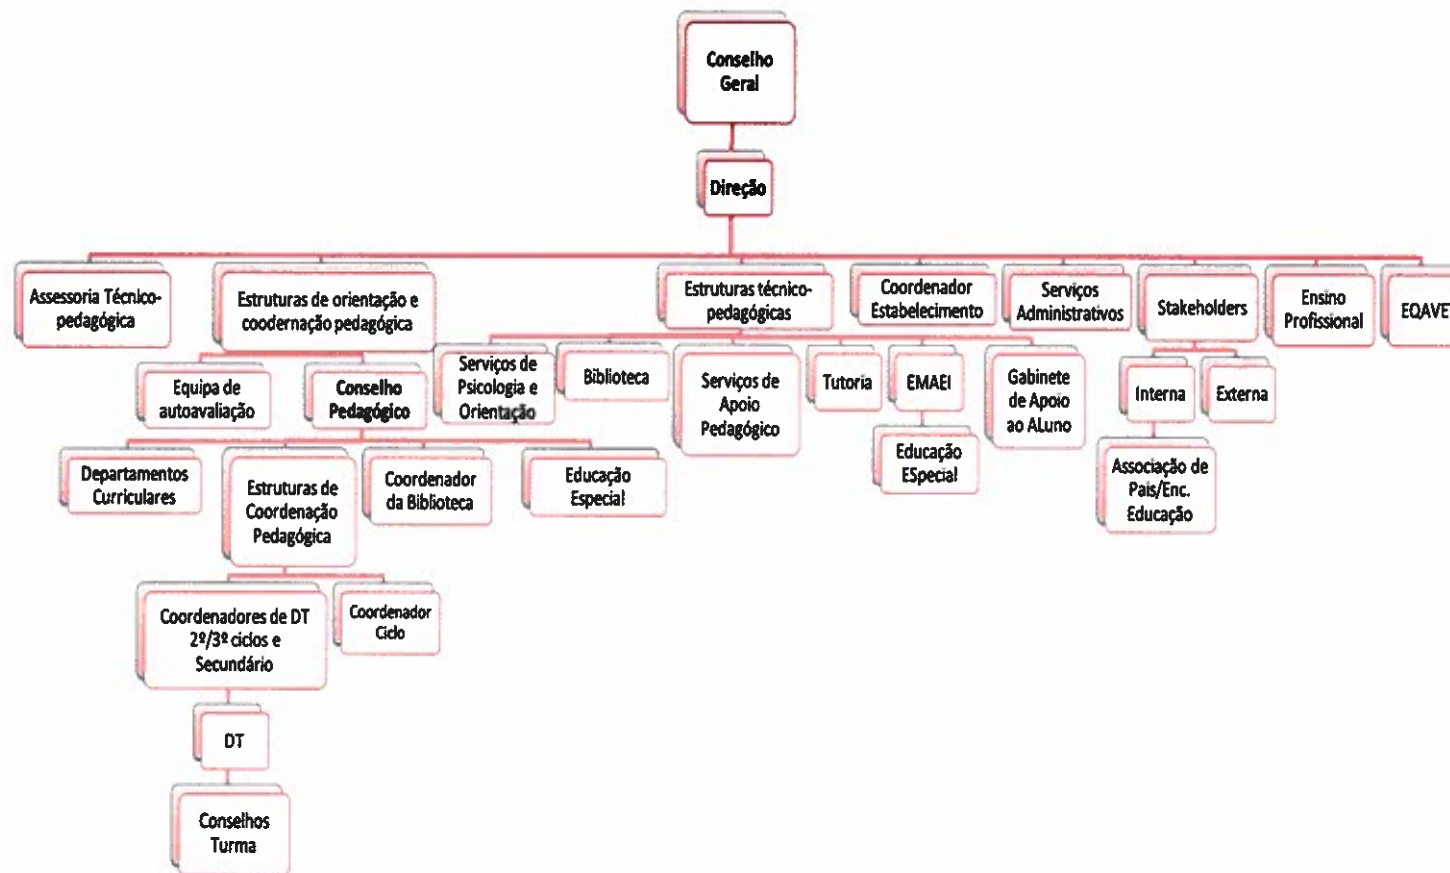 Conselho
Geral
Direção
Assessoria Técnico-
pedagógica
Estruturas de orientação e
coodernação pedagógica
Estruturas técnico-
pedagógicas
Coordenador
Estabelecimento
Serviços
Administrativos
Stakeholders
Ensino
Profissional
EQAVET
Equipa de
autoavaliação
Conselho
Pedagógico
Serviços de
Psicologia e
Orientação
Biblioteca
Serviços de
Apoio
Pedagógico
Tutoria
EMAEI
Gabinete
de Apoio
ao ALuno
Interna
Externa
Departamentos
Curriculares
Estruturas de
Coordenação
Pedagógica
Coordenador
da Biblioteca
Educação
Especial
Educação
ESpecial
Associação de
Pais/Enc.
Educação
Coordenadores de DT
2º/3º ciclos e
Secundário
Coordenador
Ciclo
DT
Conselhos
Turma